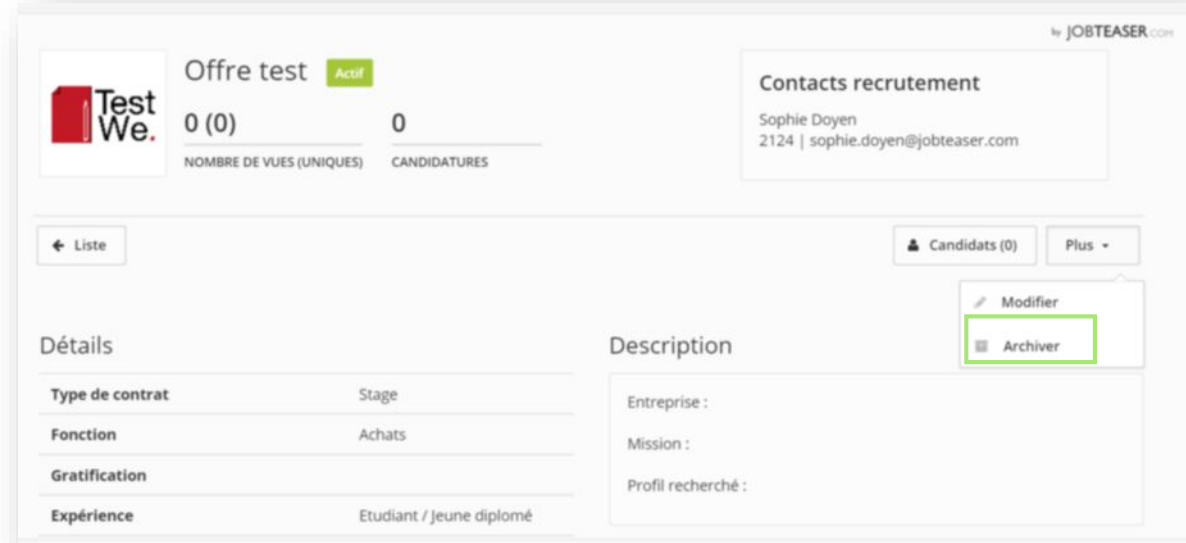 by JOBTEASER.COM
Test
We.
Offre test Actif
0 (0) 0
NOMBRE DE VUES (UNIQUES) CANDIDATURES
Contacts recrutement
Sophie Doyen
2124 | sophie.doyen@jobteaser.com
Liste
Candidats (0) Plus
Modifier
Archiver
Détails
Type de contrat Stage
Fonction Achats
Gratification
Expérience Etudiant / Jeune diplomé
Description
Entreprise :
Mission :
Profil recherché :